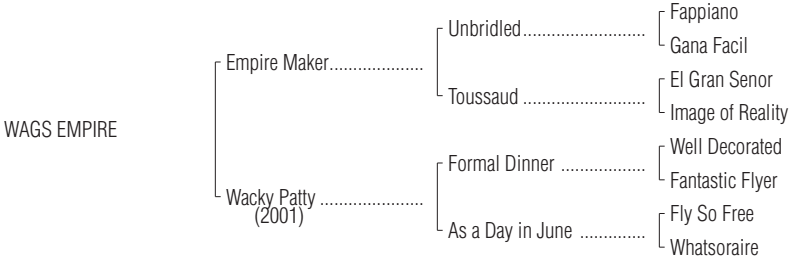 Fappiano
Unbridled
Gana Facil
Empire Maker
El Gran Senor
Toussaud
Image of Reality
WAGS EMPIRE
Well Decorated
Formal Dinner
Fantastic Flyer
Wacky Patty
(2001)
Fly So Free
As a Day in June
Whatsoraire